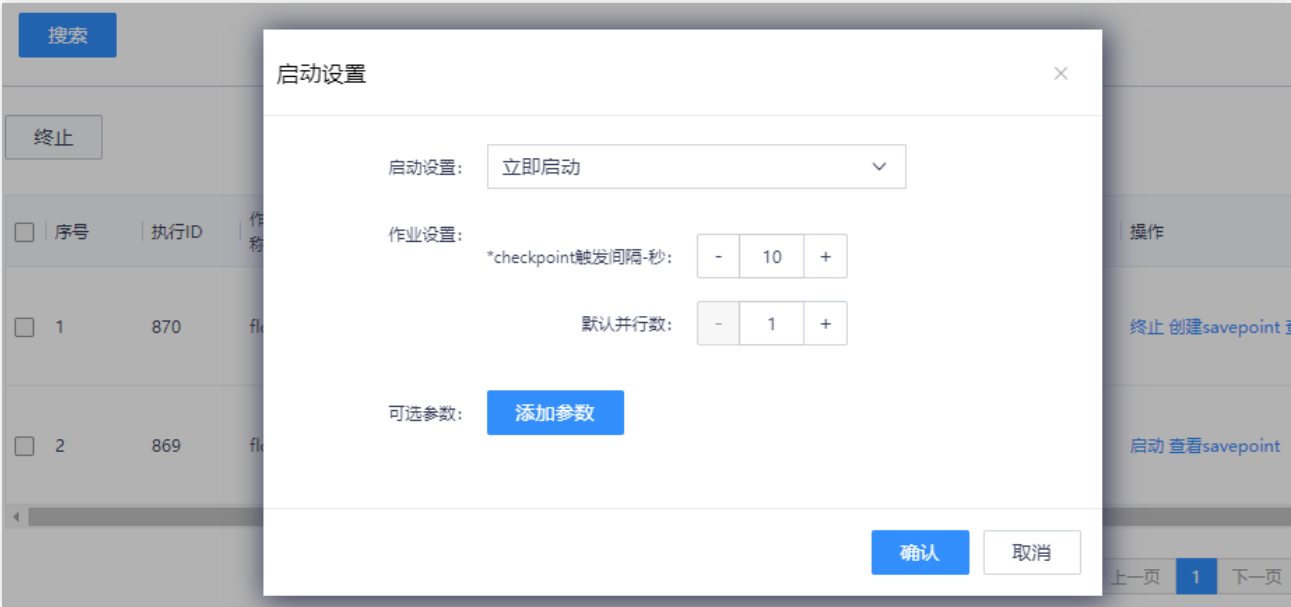 搜索
启动设置
终止
启动设置: 立即启动
序号 执行ID 作 称 操作
作业设置:
*checkpoint触发间隔-秒: - 10 +
1 870 终止 创建savepoint
默认并行数: - 1 +
可选参数: 添加参数
2 869 启动 查看savepoint
确认 取消
上一页 1 下一页